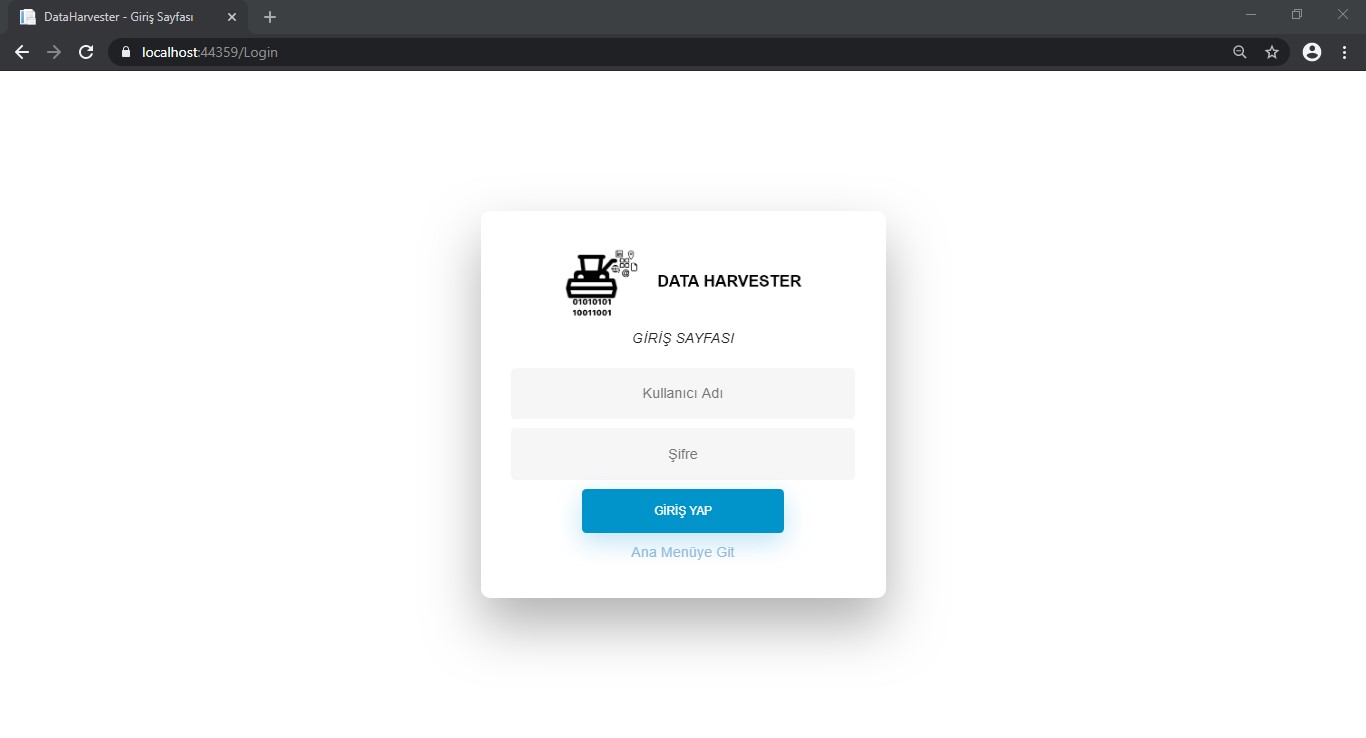 DataHarvester - Giriş Sayfası
localhost:44359/Login
01010101
10011001
DATA HARVESTER
GİRİŞ SAYFASI
Kullanıcı Adı
Şifre
GİRİŞ YAP
Ana Menüye Git